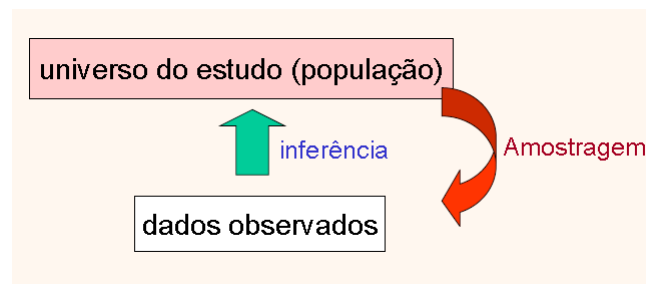 universo do estudo (população)
inferência
Amostragem
dados observados